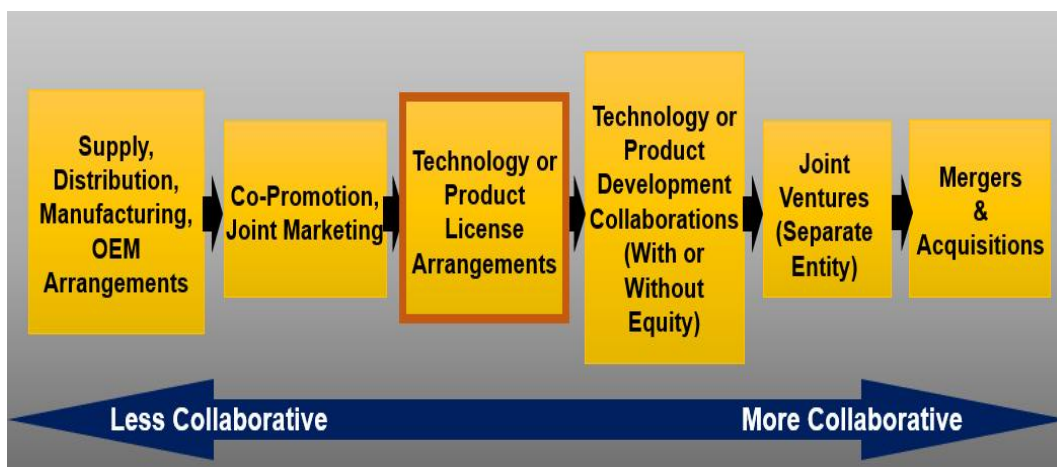 Supply,
Distribution,
Manufacturing,
OEM
Arrangements
Co-Promotion,
Joint Marketing
Technology or
Product
License
Arrangements
Technology or
Product
Development
Collaborations
(With or
Without
Equity)
Joint
Ventures
(Separate
Entity)
Mergers
&
Acquisitions
Less Collaborative
More Collaborative